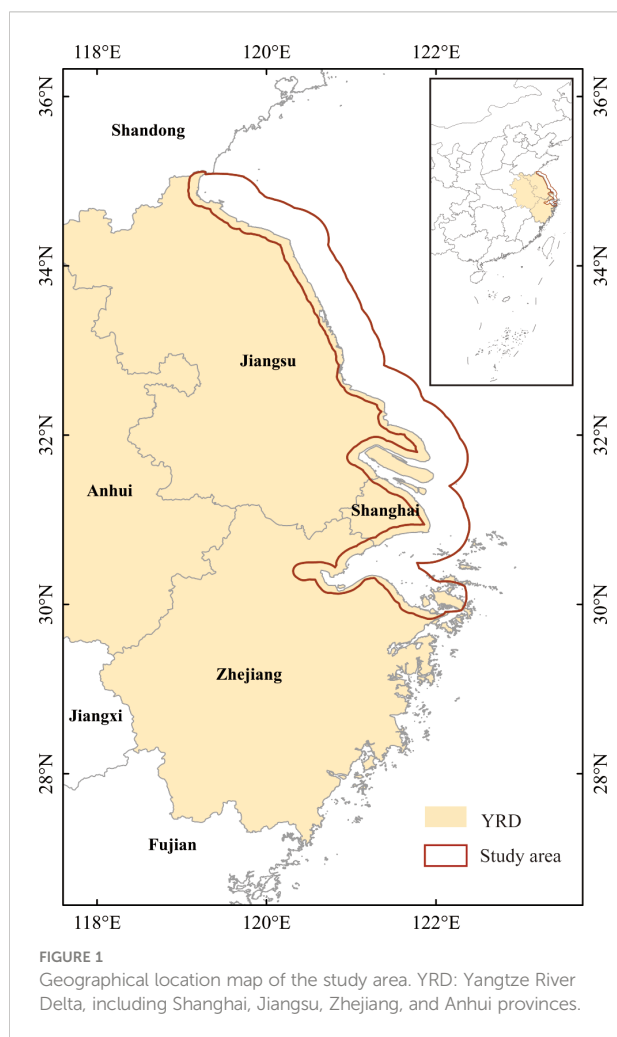 118°E 120°E 122°E
36°N 36°N
Shandong
34°N 34°N
Jiangsu
32°N 32°N
Anhui
Shanghai
30°N 30°N
Zhejiang
Jiangxi
28°N 28°N
YRD
Fujian
Study area
118°E 120°E 122°E
FIGURE 1
Geographical location map of the study area. YRD: Yangtze River
Delta, including Shanghai, Jiangsu, Zhejiang, and Anhui provinces.